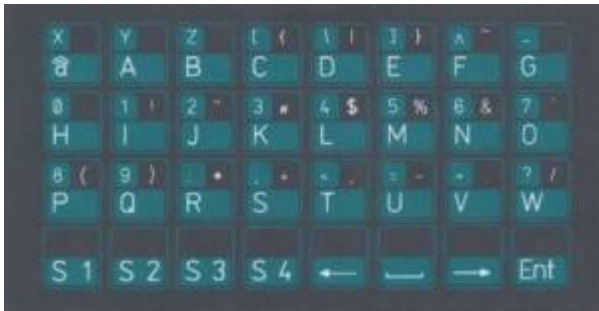 X Y Z [ { \ | ] } ^ ~ _
a A B C D E F G
0 1 ! 2 " 3 # 4 $ 5 % 6 & 7 '
H I J K L M N O
8 ( 9 ) : * . + < = - > ? /
P Q R S T U V W
S 1 S 2 S 3 S 4 ← ⎵ → Ent